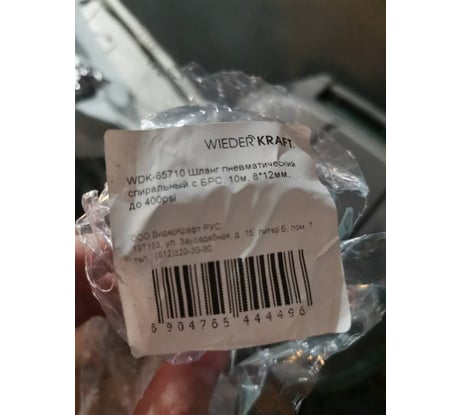 WIEDERKRAFT
WDK-65710 Шланг пневматический
спиральный с БРС, 10м, 8*12мм,
до 400psi
ООО ВидерКрафт РУС
197183, ул. Заусадебная, д. 15, литер Б, пом. 7
тел.: (812)320-30-80
6 904765 444496